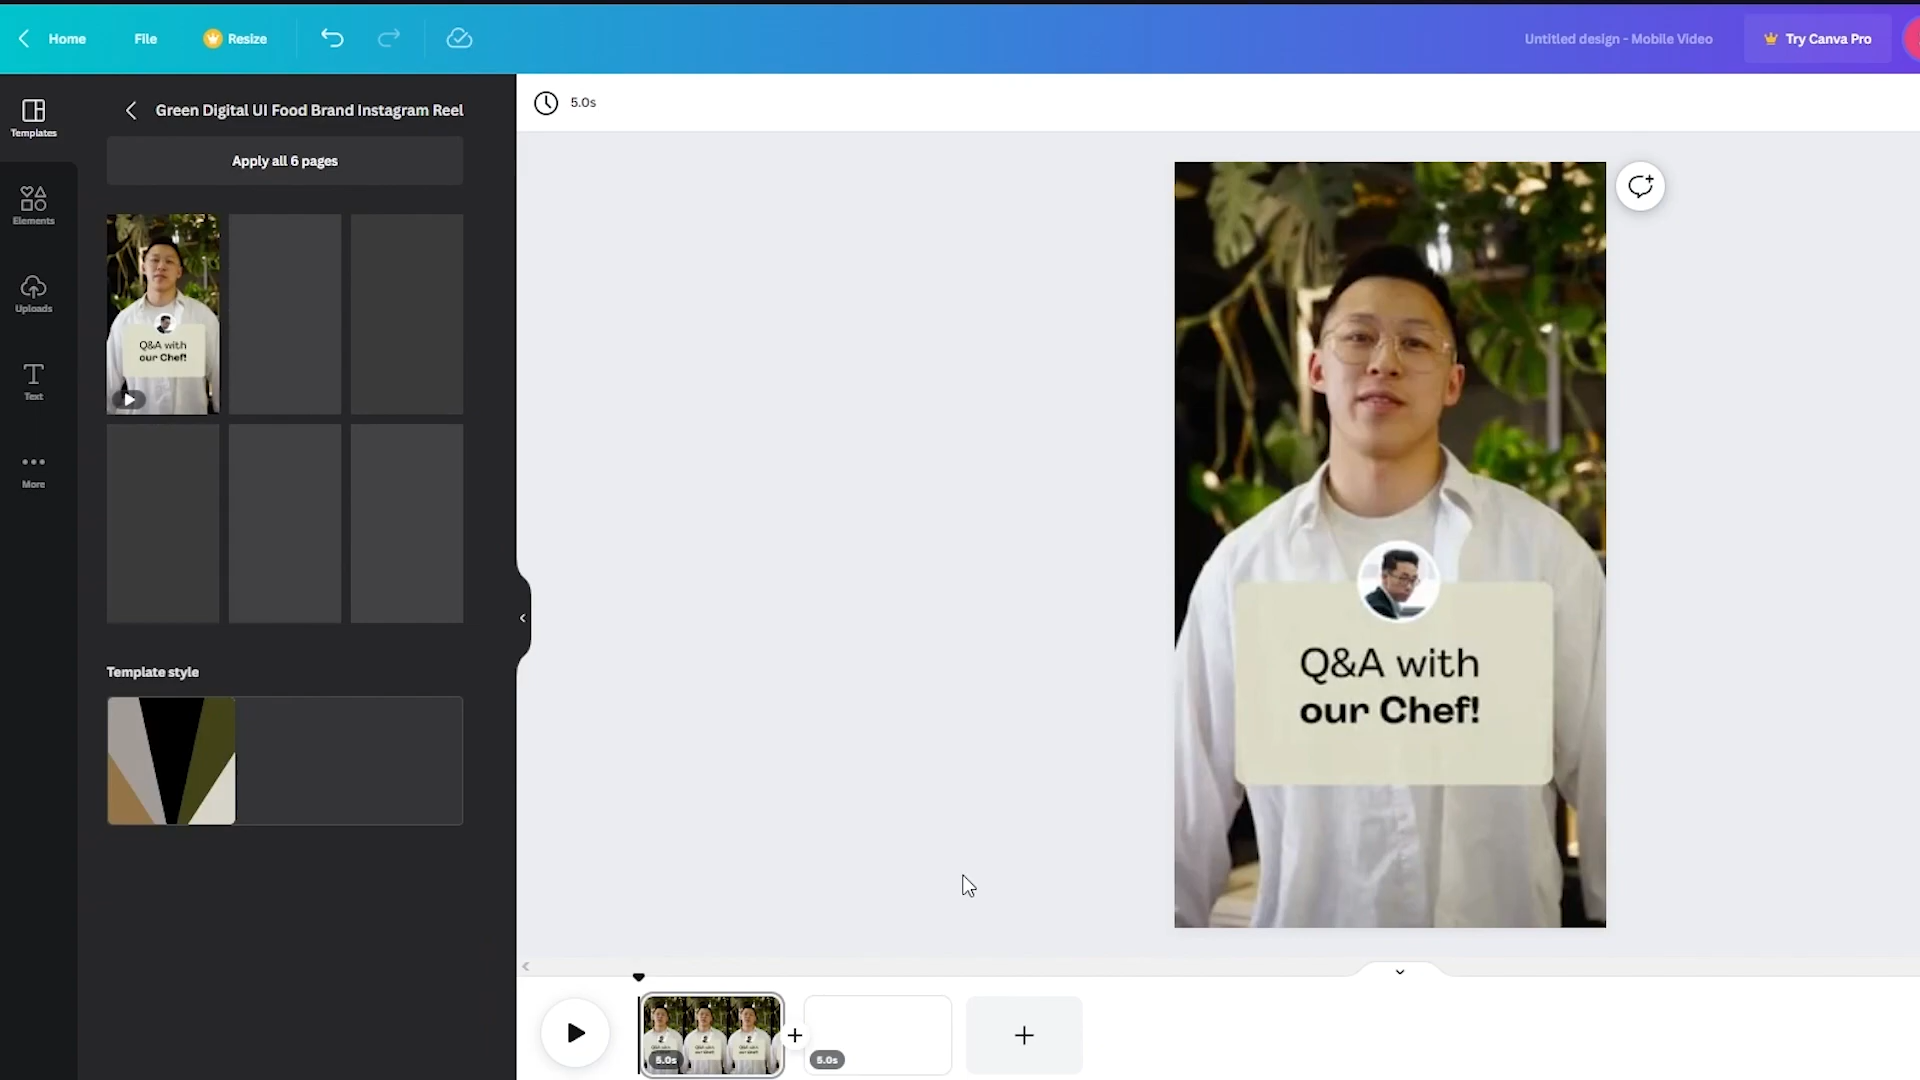 Home
File
Resize
Untitled design - Mobile Video
Try Canva Pro
Templates
Green Digital UI Food Brand Instagram Reel
5.0s
Apply all 6 pages
Elements
Uploads
Text
More
Q&A with
our Chef!
Template style
Q&A with
our Chef!
5.0s
5.0s